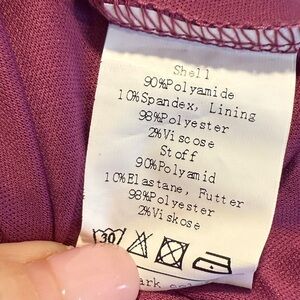 Shell
90%Polyamide
10%Spandex, Lining
98%Polyester
2%Viscose
Stoff
90%Polyamid
10%Elastane, Futter
98%Polyester
2%Viskose
30